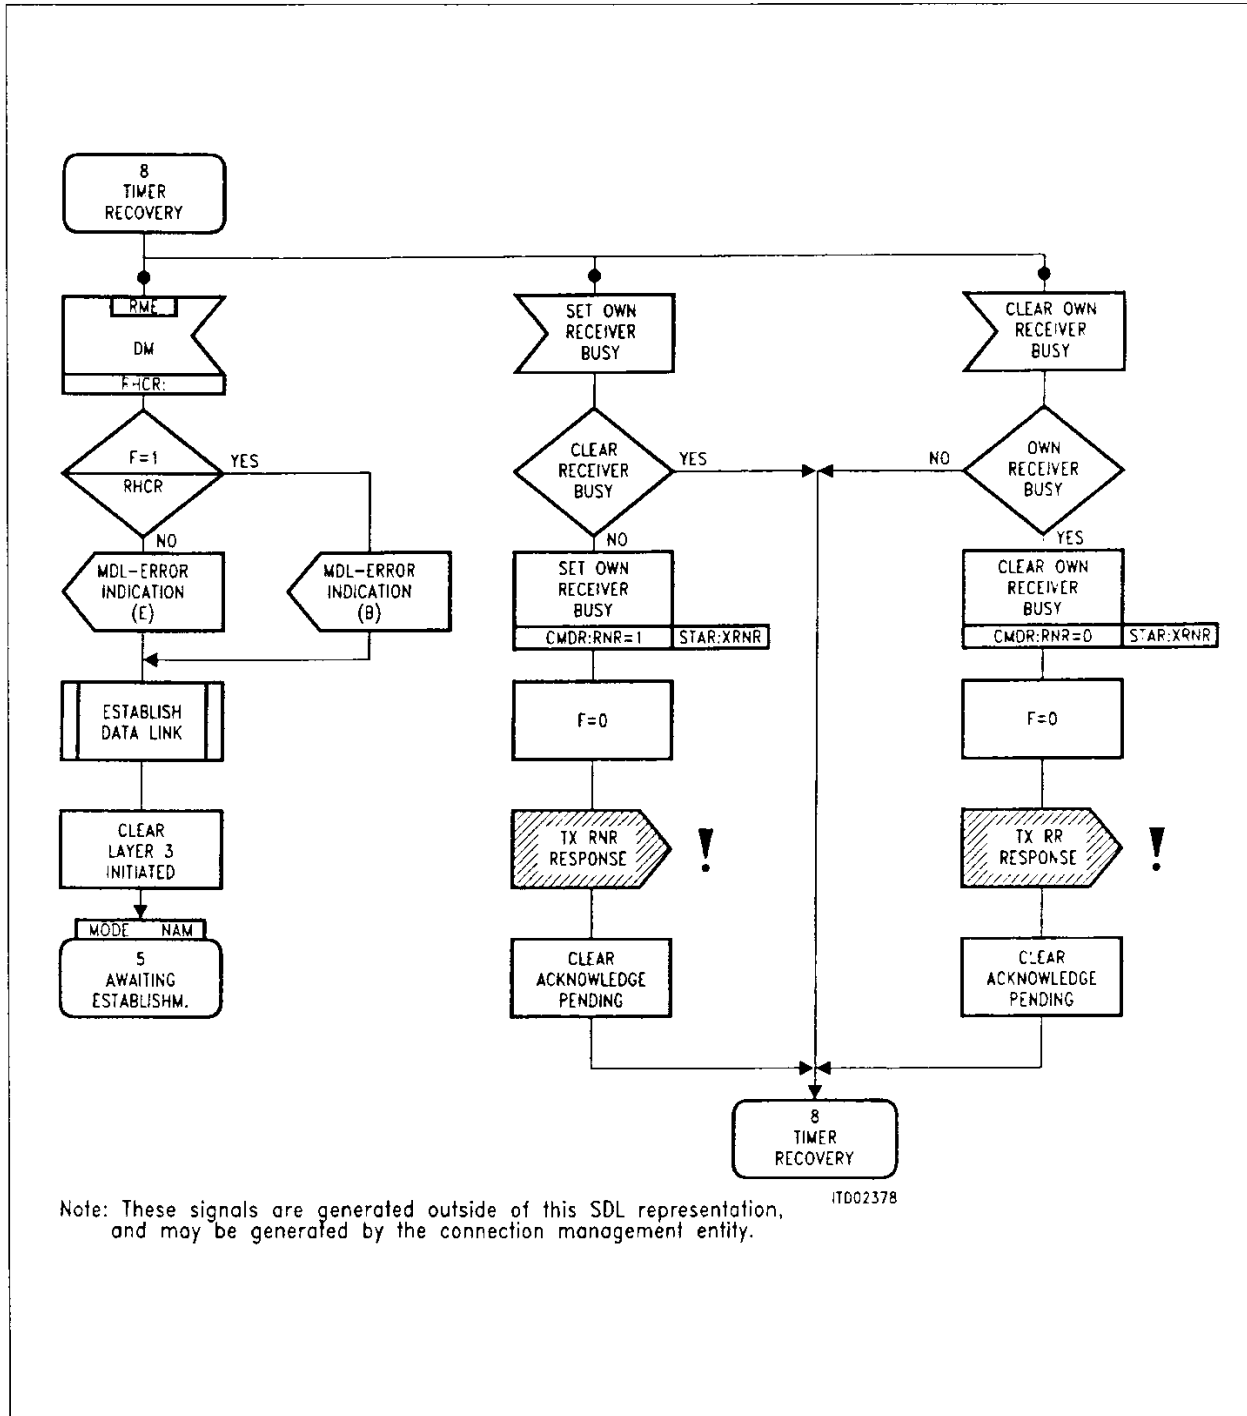 8
TIMER
RECOVERY
RME
DM
RHCR:
SET OWN
RECEIVER
BUSY
CLEAR OWN
RECEIVER
BUSY
F=1
RHCR
YES
NO
CLEAR
RECEIVER
BUSY
YES
NO
NO
OWN
RECEIVER
BUSY
YES
MDL-ERROR
INDICATION
(E)
MDL-ERROR
INDICATION
(B)
SET OWN
RECEIVER
BUSY
CMDR:RNR=1
STAR:XRNR
CLEAR OWN
RECEIVER
BUSY
CMDR:RNR=0
STAR:XRNR
ESTABLISH
DATA LINK
F=0
F=0
CLEAR
LAYER 3
INITIATED
TX RNR
RESPONSE
!
TX RR
RESPONSE
!
MODE NAM
5
AWAITING
ESTABLISHM.
CLEAR
ACKNOWLEDGE
PENDING
CLEAR
ACKNOWLEDGE
PENDING
8
TIMER
RECOVERY
ITD02378
Note: These signals are generated outside of this SDL representation,
and may be generated by the connection management entity.